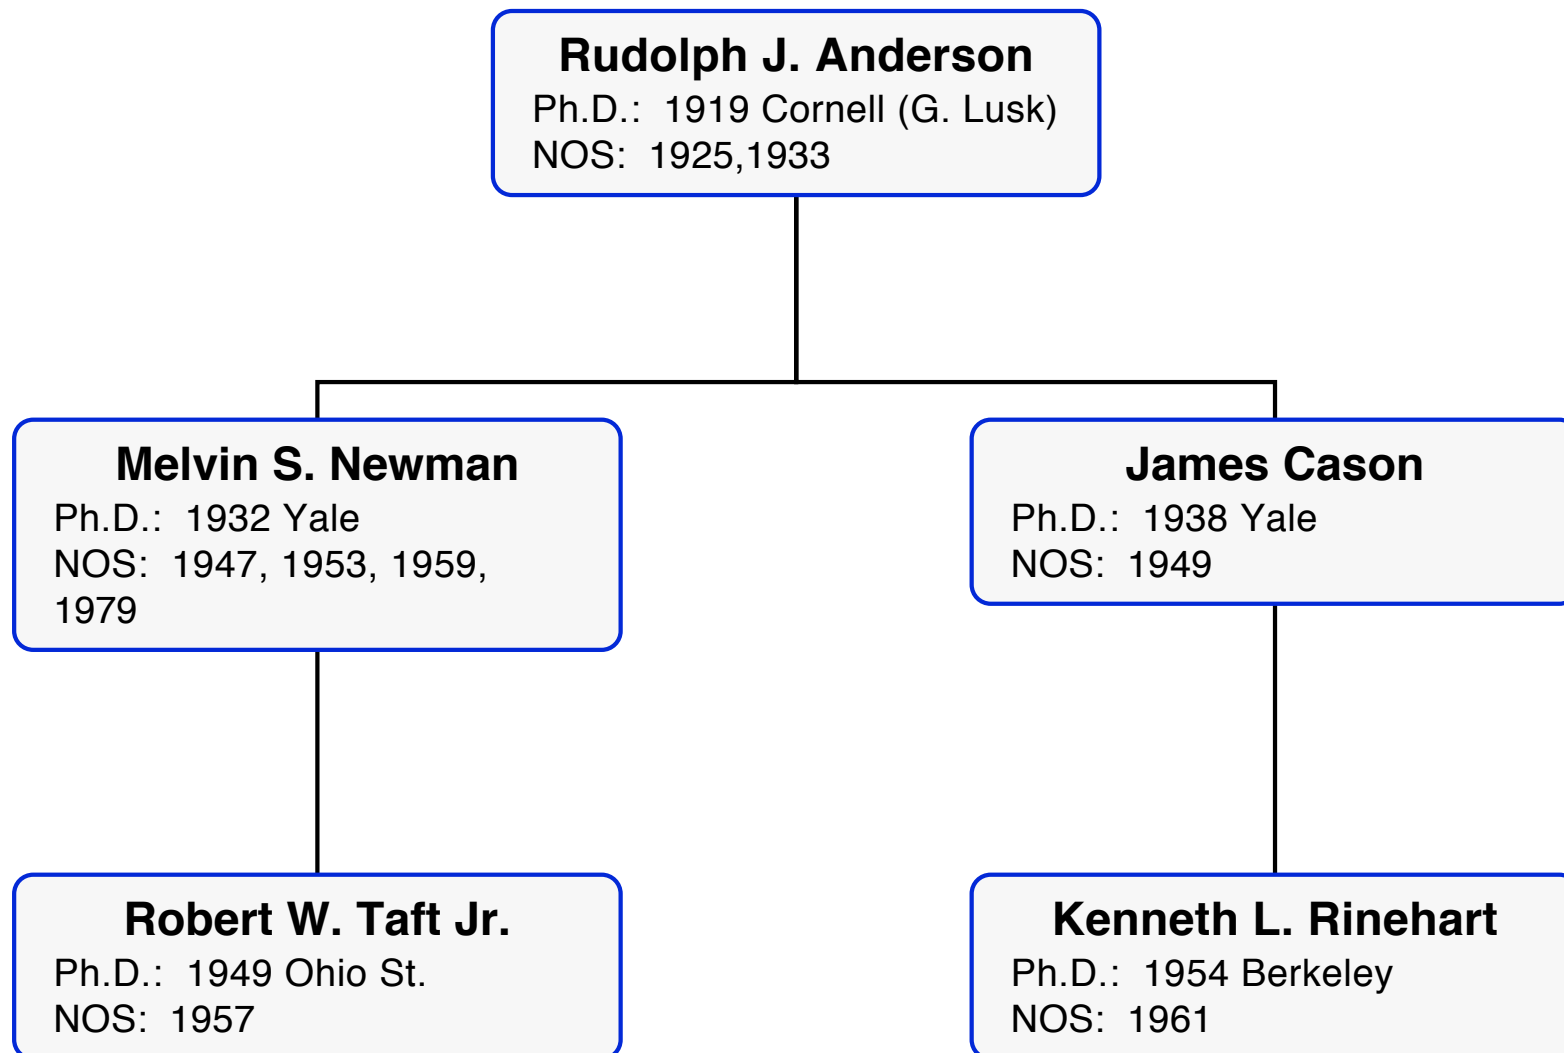 Rudolph J. Anderson
Ph.D.: 1919 Cornell (G. Lusk)
NOS: 1925,1933
Melvin S. Newman
Ph.D.: 1932 Yale
NOS: 1947, 1953, 1959,
1979
James Cason
Ph.D.: 1938 Yale
NOS: 1949
Robert W. Taft Jr.
Ph.D.: 1949 Ohio St.
NOS: 1957
Kenneth L. Rinehart
Ph.D.: 1954 Berkeley
NOS: 1961